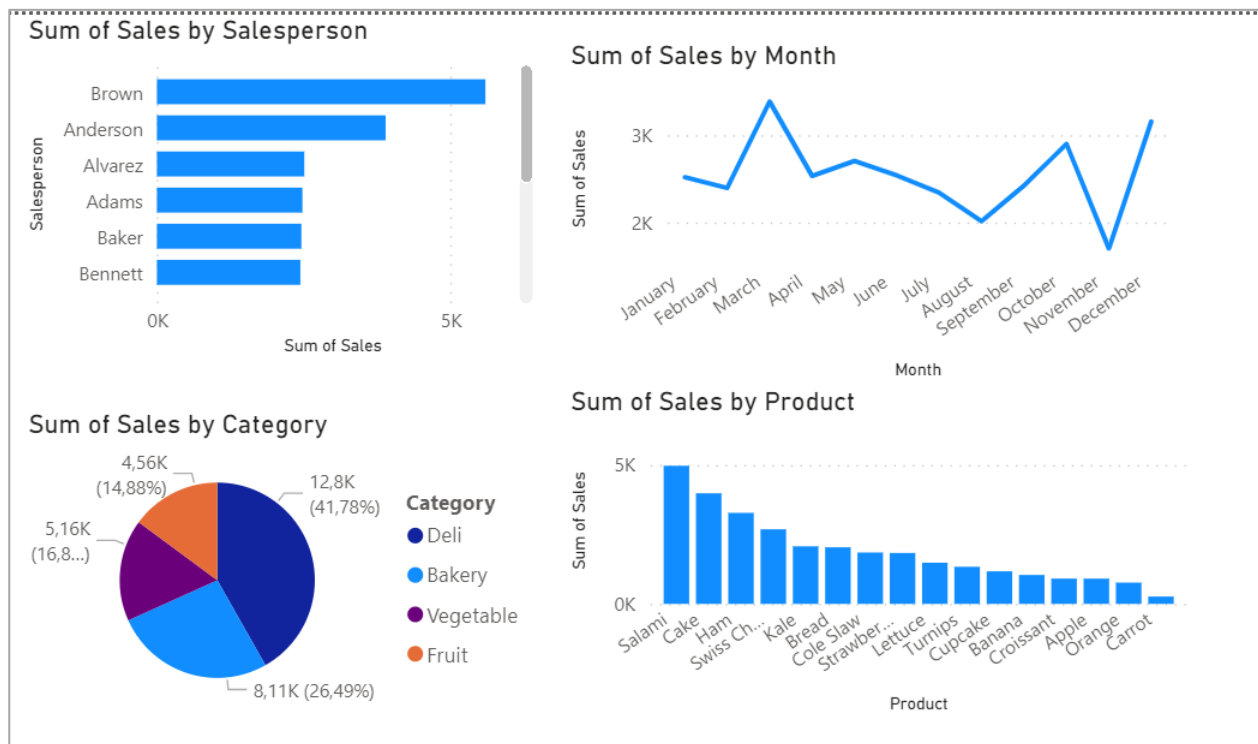 Sum of Sales by Salesperson
Salesperson
Brown
Anderson
Alvarez
Adams
Baker
Bennett
0K
5K
Sum of Sales
Sum of Sales by Month
Sum of Sales
3K
2K
January
February
March
April
May
June
July
August
September
October
November
December
Month
Sum of Sales by Category
4,56K
(14,88%)
5,16K
(16,8...)
12,8K
(41,78%)
8,11K (26,49%)
Category
Deli
Bakery
Vegetable
Fruit
Sum of Sales by Product
Sum of Sales
5K
0K
Salami
Cake
Ham
Swiss Ch...
Kale
Bread
Cole Slaw
Strawber...
Lettuce
Turnips
Cupcake
Banana
Croissant
Apple
Orange
Carrot
Product